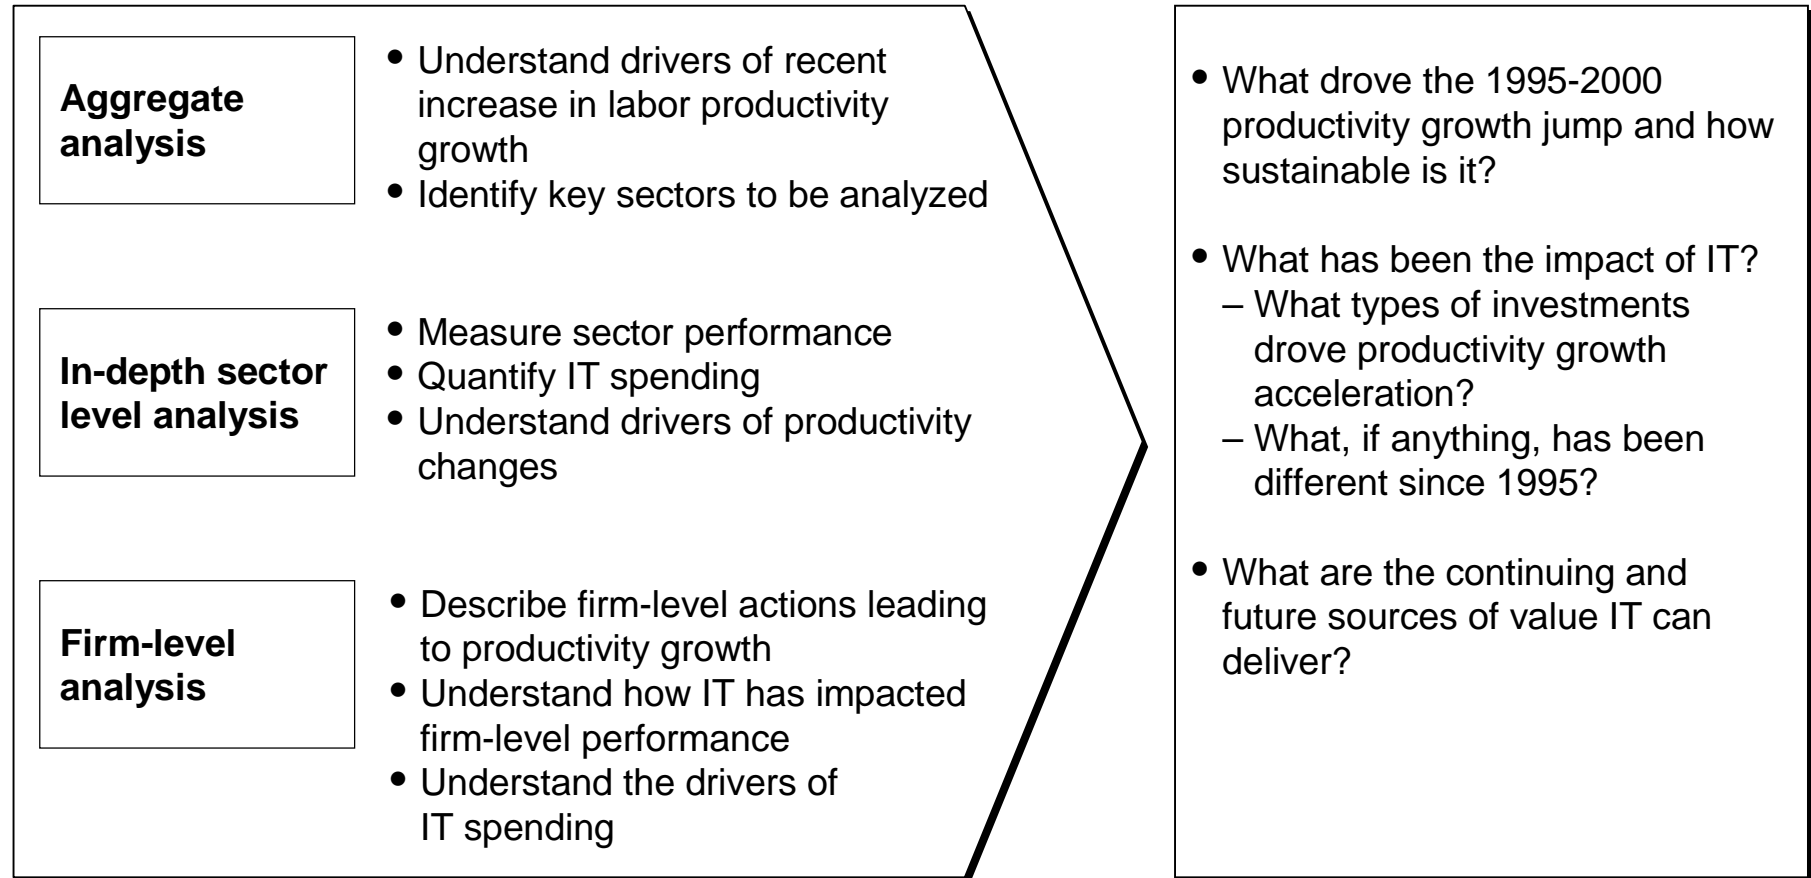 Aggregate
analysis
• Understand drivers of recent
increase in labor productivity
growth
• Identify key sectors to be analyzed
In-depth sector
level analysis
• Measure sector performance
• Quantify IT spending
• Understand drivers of productivity
changes
Firm-level
analysis
• Describe firm-level actions leading
to productivity growth
• Understand how IT has impacted
firm-level performance
• Understand the drivers of
IT spending
• What drove the 1995-2000
productivity growth jump and how
sustainable is it?
• What has been the impact of IT?
– What types of investments
drove productivity growth
acceleration?
– What, if anything, has been
different since 1995?
• What are the continuing and
future sources of value IT can
deliver?